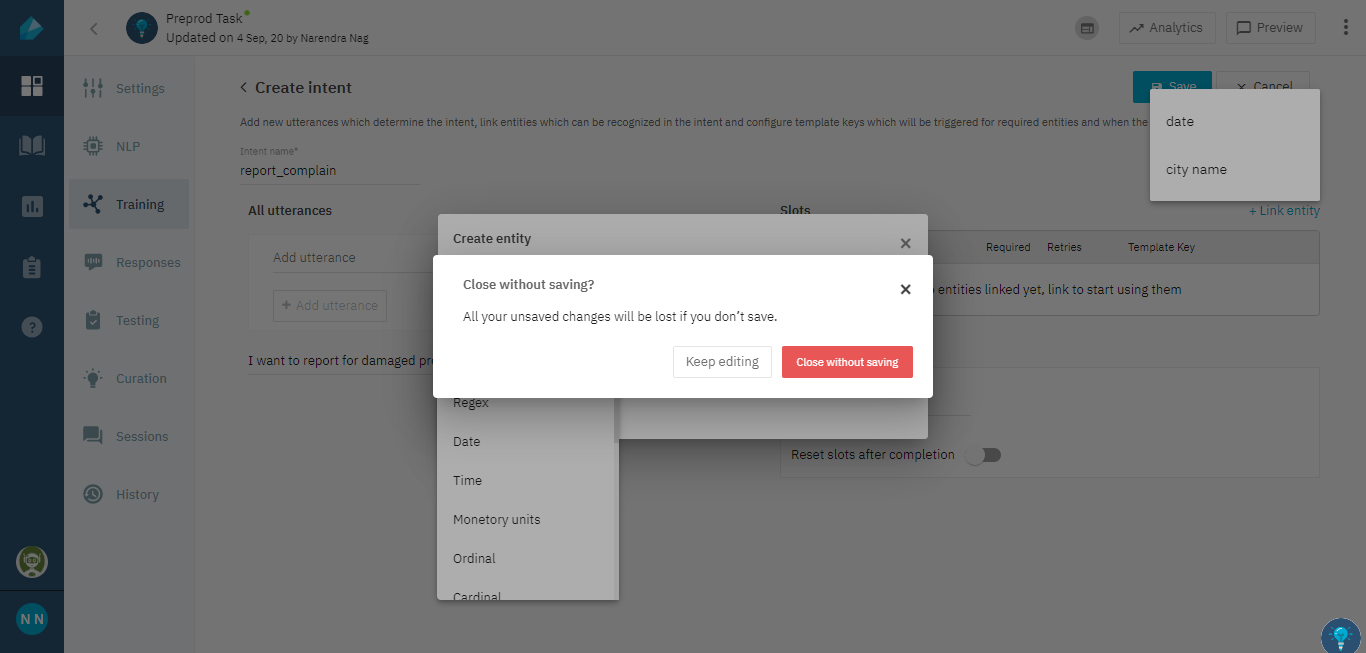 Preprod Task
Updated on 4 Sep, 20 by Narendra Nag
Analytics
Preview
Settings
NLP
Training
Responses
Testing
Curation
Sessions
History
N N
Create intent
Save
Cancel
Add new utterances which determine the intent, link entities which can be recognized in the intent and configure template keys which will be triggered for required entities and when the
date
city name
Intent name*
report_complain
All utterances
Slots
+ Link entity
Add utterance
+ Add utterance
Required Retries Template Key
entities linked yet, link to start using them
I want to report for damaged
Reset slots after completion
Create entity
Close without saving?
All your unsaved changes will be lost if you don’t save.
Keep editing
Close without saving
Regex
Date
Time
Monetory units
Ordinal
Cardinal